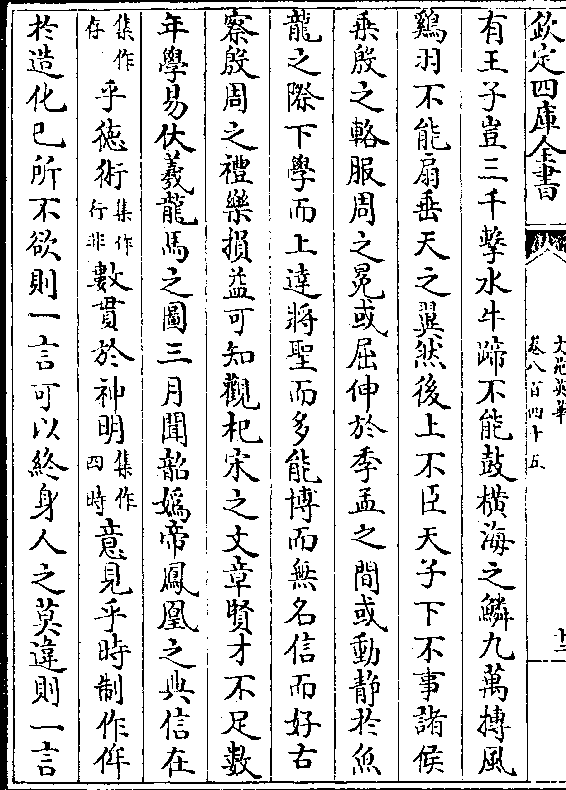 欽定四庫全書
文苑英華
卷八百四十五
十三
有王子豈三千擊水牛蹄不能鼓橫海之鱗九萬摶風
鷄羽不能扇垂天之翼然後上不臣天子下不事諸侯
乗殷之輅服周之冕或屈伸於季孟之間或動静扵魚
龍之際下學而上達將聖而多能博而無名信而好古
察殷周之禮樂損益可知觀杞宋之文章賢才不足數
年學易伏羲龍馬之圖三月聞韶媯帝鳳凰之典信在
集作存乎徳術集作行非數貫於神明集作四時意見乎時制作侔
扵造化已所不欲則一言可以終身人之莫違則一言